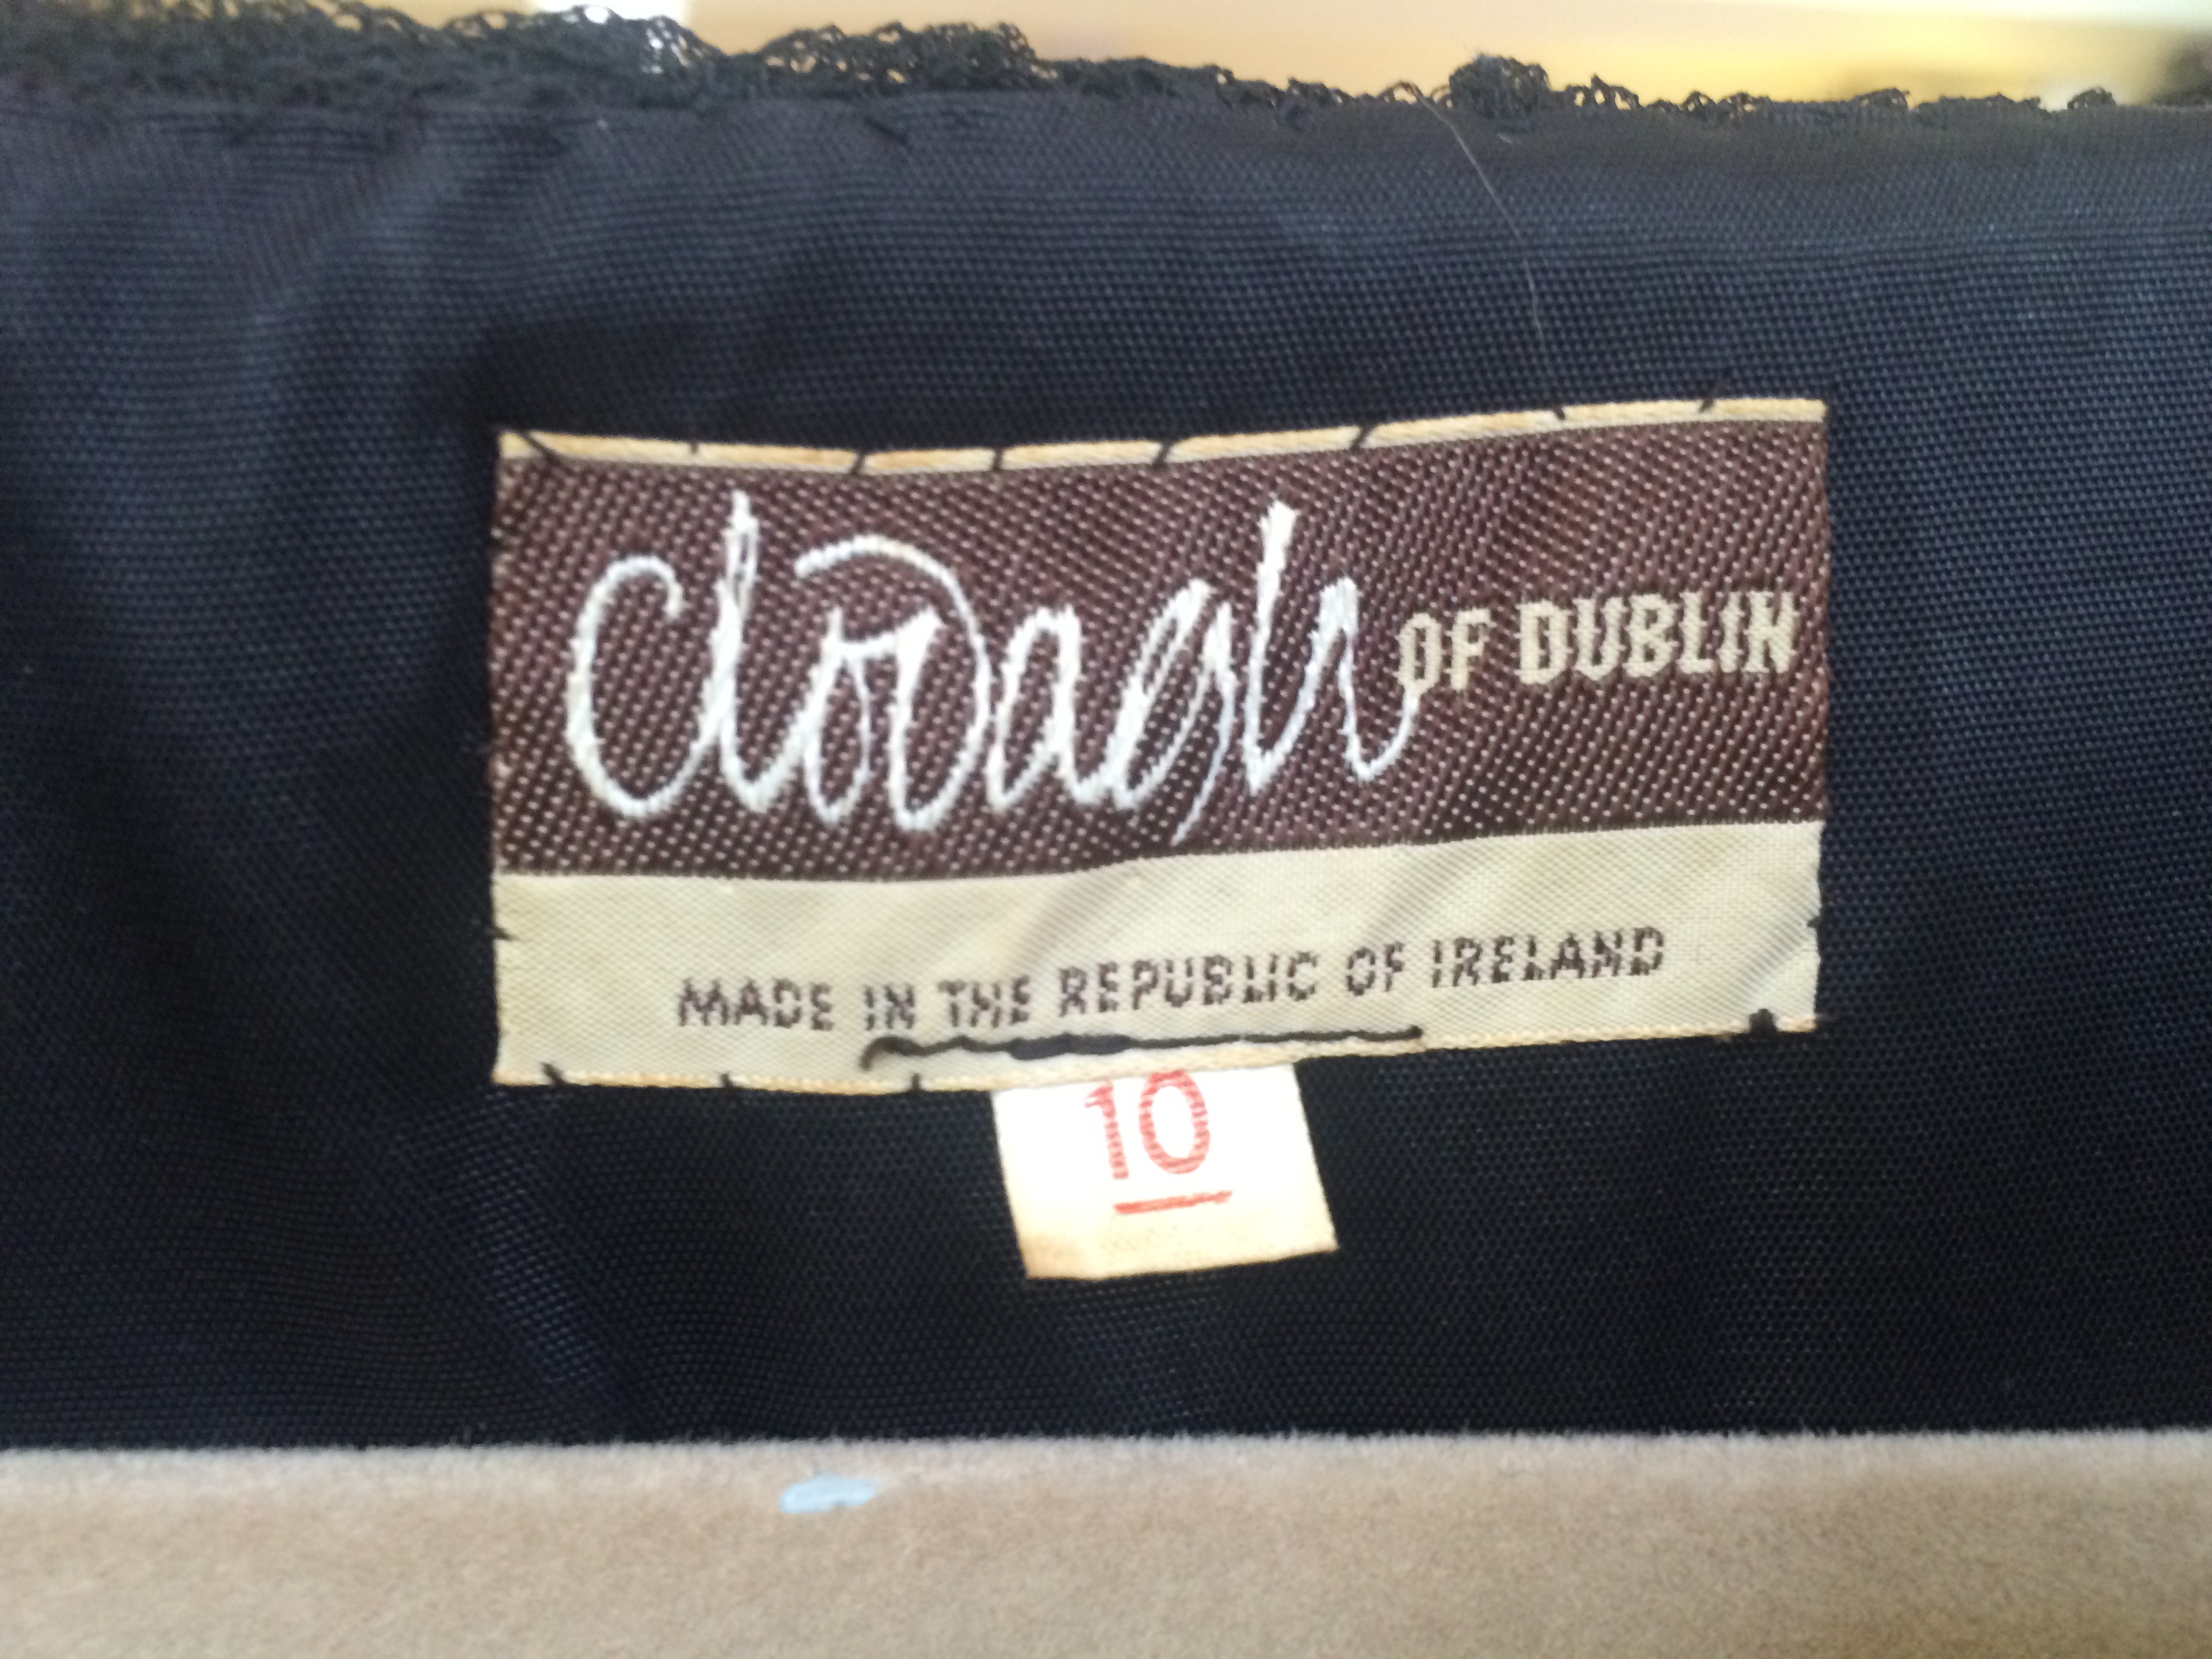 Clodagh OF DUBLIN
MADE IN THE REPUBLIC OF IRELAND
10